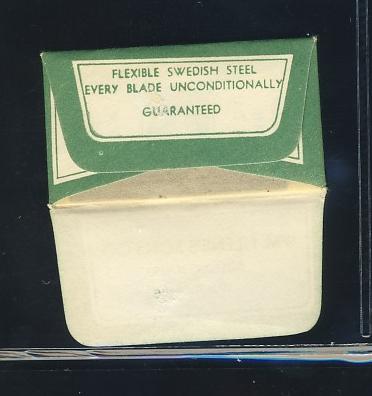 FLEXIBLE SWEDISH STEEL
EVERY BLADE UNCONDITIONALLY
GUARANTEED